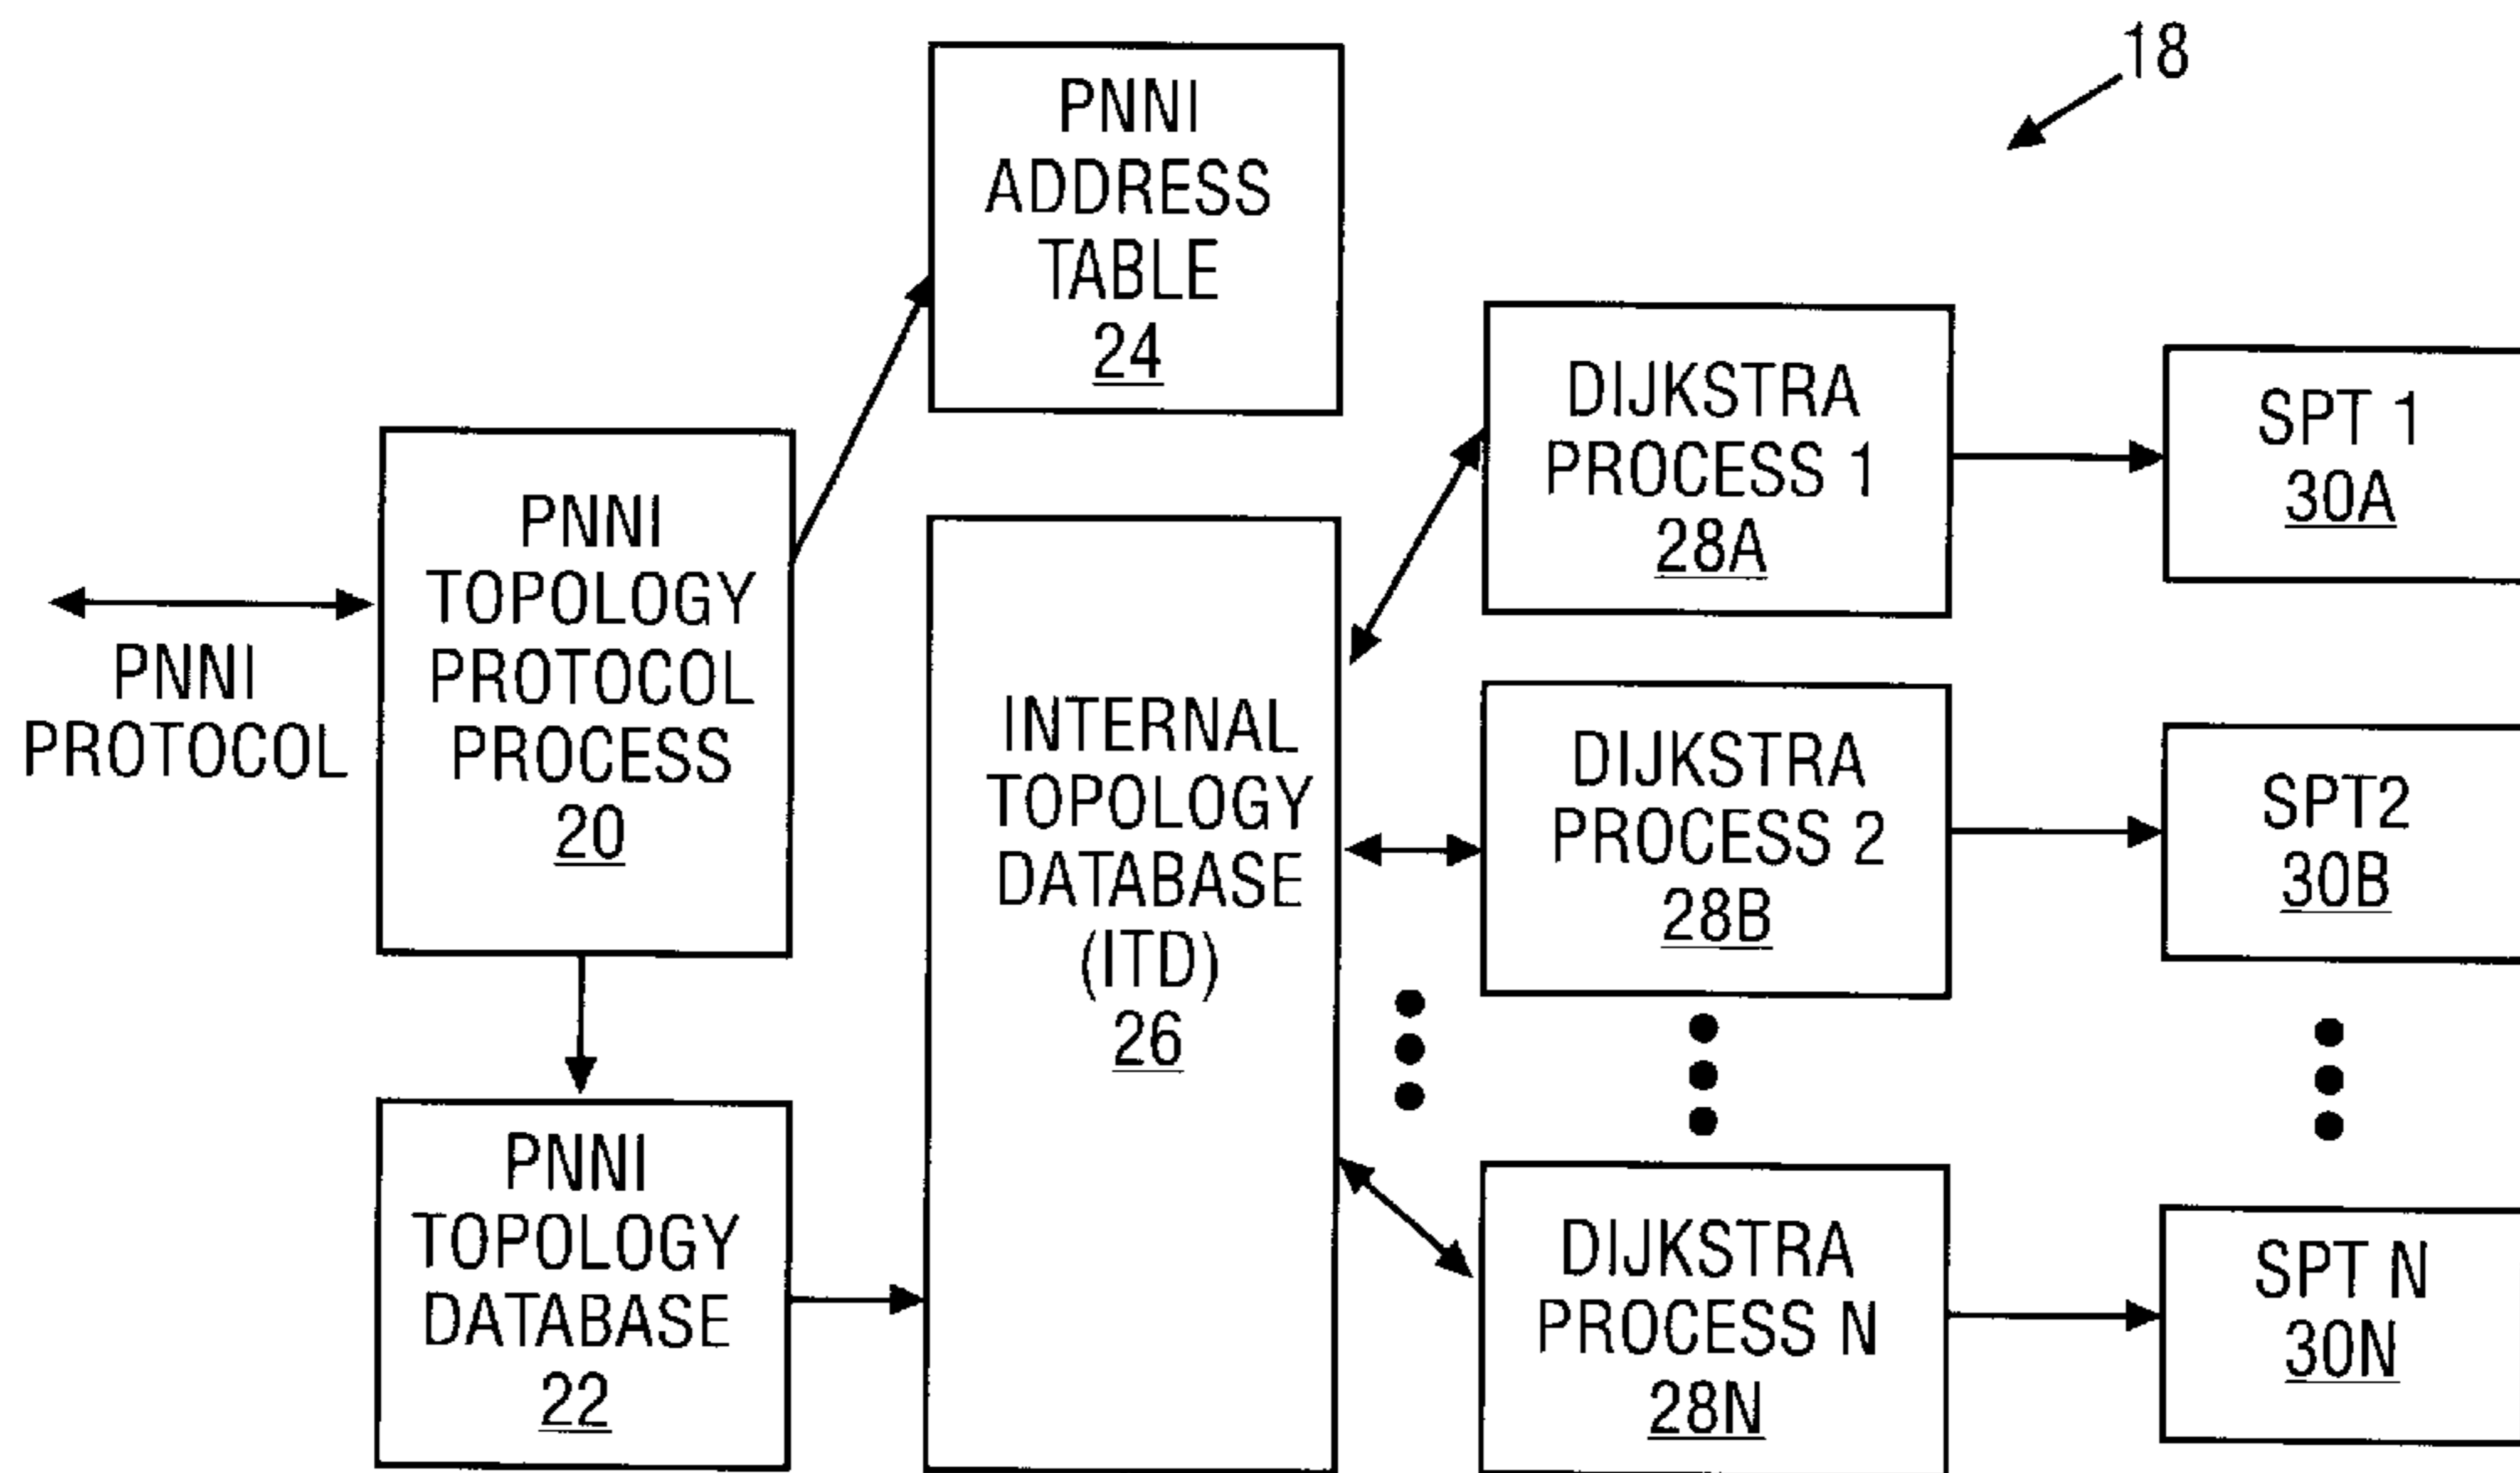 18
PNNI
ADDRESS
TABLE
24
PNNI
TOPOLOGY
PROTOCOL
PROCESS
20
PNNI
PROTOCOL
PNNI
TOPOLOGY
DATABASE
22
INTERNAL
TOPOLOGY
DATABASE
(ITD)
26
DIJKSTRA
PROCESS 1
28A
SPT 1
30A
DIJKSTRA
PROCESS 2
28B
SPT2
30B
DIJKSTRA
PROCESS N
28N
SPT N
30N